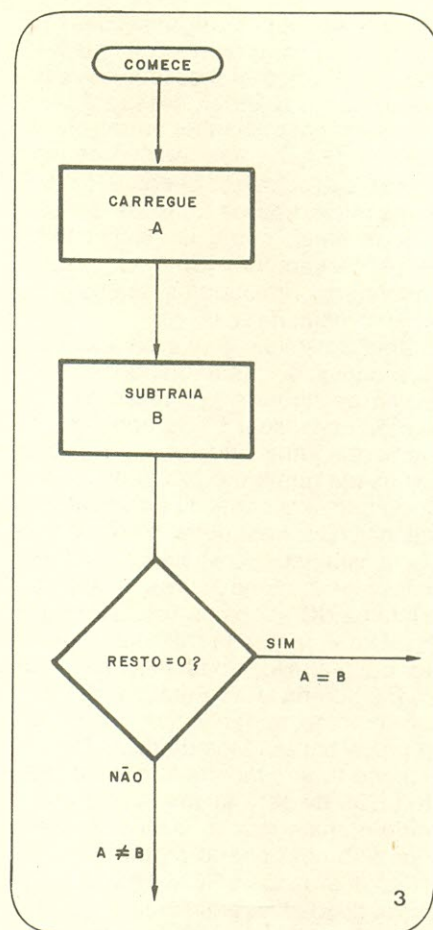 COMECE
CARREGUE
A
SUBTRAIA
B
RESTO=0?
SIM
A = B
NÃO
A ≠ B
3